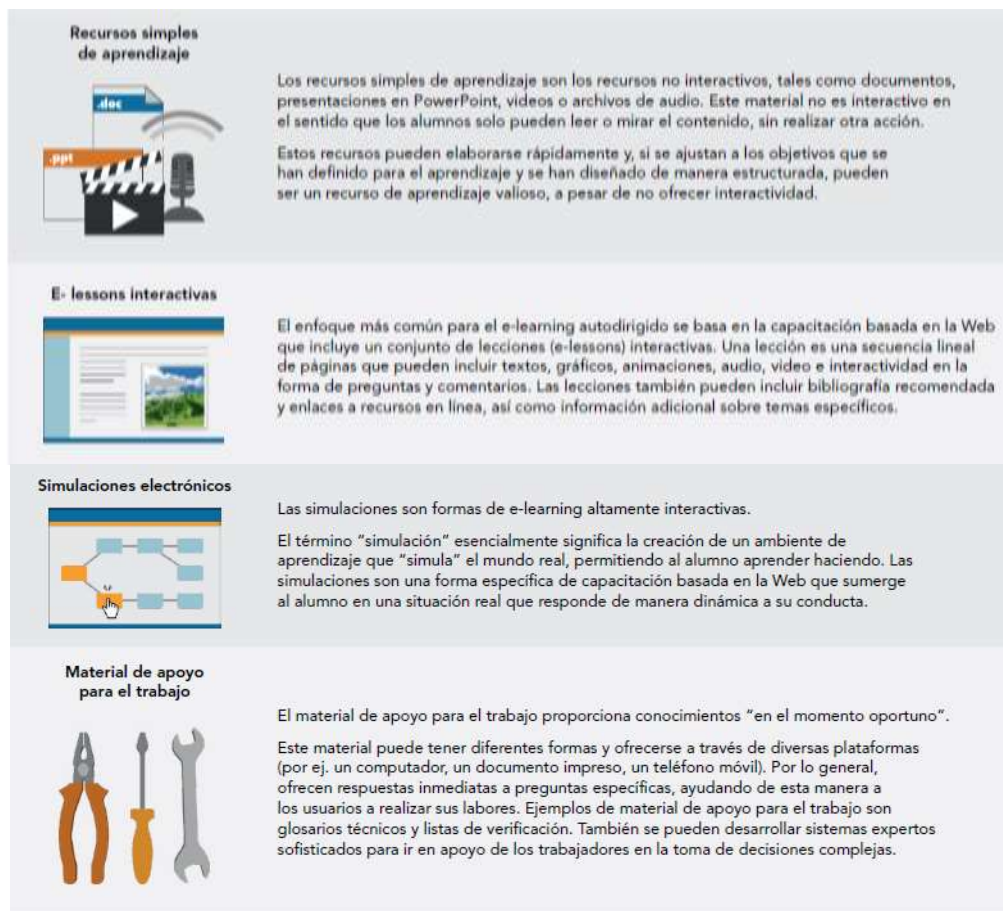 Recursos simples
de aprendizaje
.doc
.ppt
Los recursos simples de aprendizaje son los recursos no interactivos, tales como documentos,
presentaciones en PowerPoint, videos o archivos de audio. Este material no es interactivo en
el sentido que los alumnos solo pueden leer o mirar el contenido, sin realizar otra acción.
Estos recursos pueden elaborarse rápidamente y, si se ajustan a los objetivos que se
han definido para el aprendizaje y se han diseñado de manera estructurada, pueden
ser un recurso de aprendizaje valioso, a pesar de no ofrecer interactividad.
E- lessons interactivas
El enfoque más común para el e-learning autodirigido se basa en la capacitación basada en la Web
que incluye un conjunto de lecciones (e-lessons) interactivas. Una lección es una secuencia lineal
de páginas que pueden incluir textos, gráficos, animaciones, audio, video e interactividad en la
forma de preguntas y comentarios. Las lecciones también pueden incluir bibliografía recomendada
y enlaces a recursos en línea, así como información adicional sobre temas específicos.
Simulaciones electrónicos
Las simulaciones son formas de e-learning altamente interactivas.
El término "simulación" esencialmente significa la creación de un ambiente de
aprendizaje que "simula" el mundo real, permitiendo al alumno aprender haciendo. Las
simulaciones son una forma específica de capacitación basada en la Web que sumerge
al alumno en una situación real que responde de manera dinámica a su conducta.
Material de apoyo
para el trabajo
El material de apoyo para el trabajo proporciona conocimientos "en el momento oportuno".
Este material puede tener diferentes formas y ofrecerse a través de diversas plataformas
(por ej. un computador, un documento impreso, un teléfono móvil). Por lo general,
ofrecen respuestas inmediatas a preguntas específicas, ayudando de esta manera a
los usuarios a realizar sus labores. Ejemplos de material de apoyo para el trabajo son
glosarios técnicos y listas de verificación. También se pueden desarrollar sistemas expertos
sofisticados para ir en apoyo de los trabajadores en la toma de decisiones complejas.